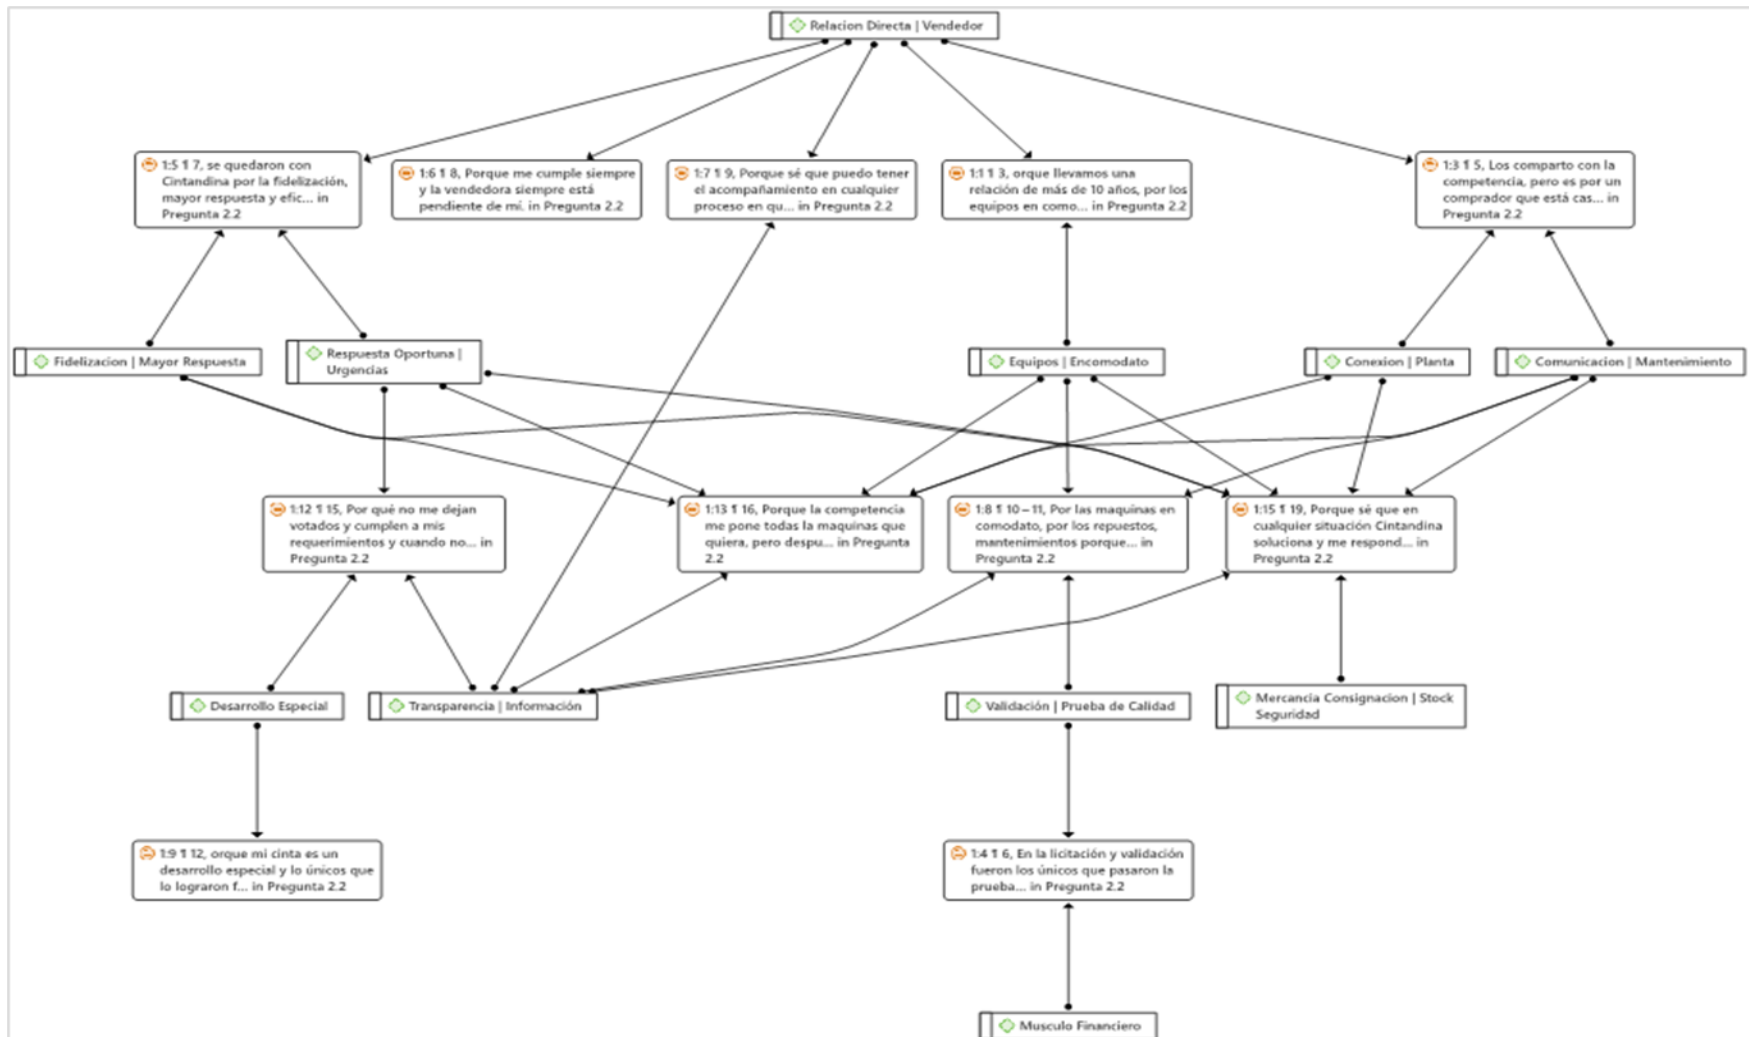 Relacion Directa | Vendedor
1:5 ¶ 7, se quedaron con
Cintandina por la fidelización,
mayor respuesta y efic... in
Pregunta 2.2
1:6 ¶ 8, Porque me cumple siempre
y la vendedora siempre está
pendiente de mí. in Pregunta 2.2
1:7 ¶ 9, Porque sé que puedo tener
el acompañamiento en cualquier
proceso en qu... in Pregunta 2.2
1:1 ¶ 3, orque llevamos una
relación de más de 10 años, por los
equipos en como... in Pregunta 2.2
1:3 ¶ 5, Los comparto con la
competencia, pero es por un
comprador que está cas... in
Pregunta 2.2
Fidelizacion | Mayor Respuesta
Respuesta Oportuna |
Urgencias
Equipos | Encomodato
Conexion | Planta
Comunicacion | Mantenimiento
1:12 ¶ 15, Por qué no me dejan
votados y cumplen a mis
requerimientos y cuando no... in
Pregunta 2.2
1:13 ¶ 16, Porque la competencia
me pone todas la maquinas que
quiera, pero despu... in Pregunta
2.2
1:8 ¶ 10 – 11, Por las maquinas en
comodato, por los repuestos,
mantenimientos porque... in
Pregunta 2.2
1:15 ¶ 19, Porque sé que en
cualquier situación Cintandina
soluciona y me respond... in
Pregunta 2.2
Desarrollo Especial
Transparencia | Información
Validación | Prueba de Calidad
Mercancía Consignacion | Stock
Seguridad
1:9 ¶ 12, orque mi cinta es un
desarrollo especial y lo únicos que
lo lograron f... in Pregunta 2.2
1:4 ¶ 6, En la licitación y validación
fueron los únicos que pasaron la
prueba... in Pregunta 2.2
Musculo Financiero